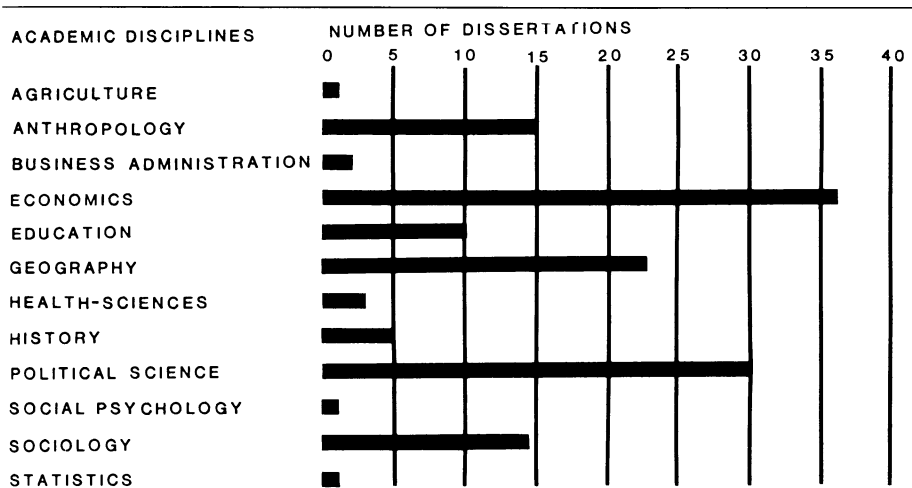 ACADEMIC DISCIPLINES
NUMBER OF DISSERTATIONS
0 5 10 15 20 25 30 35 40
AGRICULTURE
ANTHROPOLOGY
BUSINESS ADMINISTRATION
ECONOMICS
EDUCATION
GEOGRAPHY
HEALTH-SCIENCES
HISTORY
POLITICAL SCIENCE
SOCIAL PSYCHOLOGY
SOCIOLOGY
STATISTICS